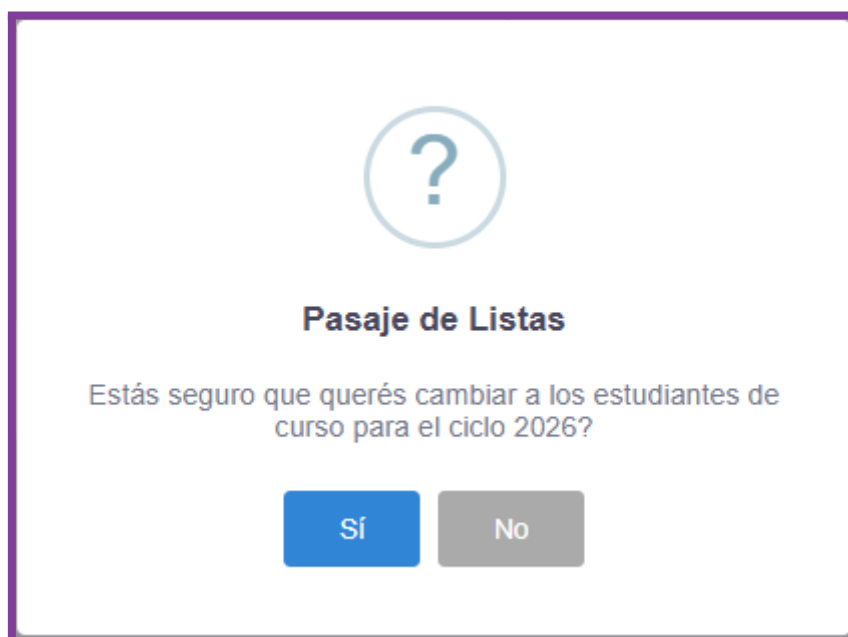 ?
Pasaje de Listas
Estás seguro que querés cambiar a los estudiantes de
curso para el ciclo 2026?
Sí No